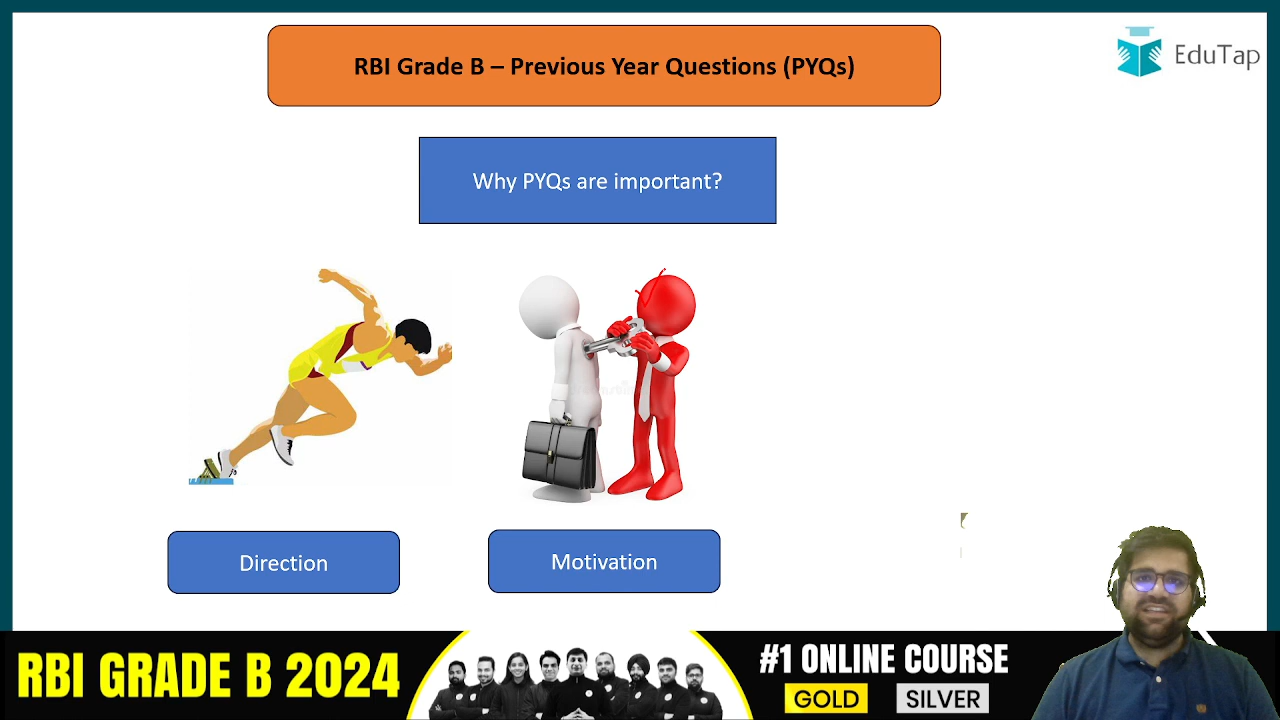 RBI Grade B – Previous Year Questions (PYQs)
EduTap
Why PYQs are important?
Direction
Motivation
RBI GRADE B 2024
#1 ONLINE COURSE
GOLD
SILVER